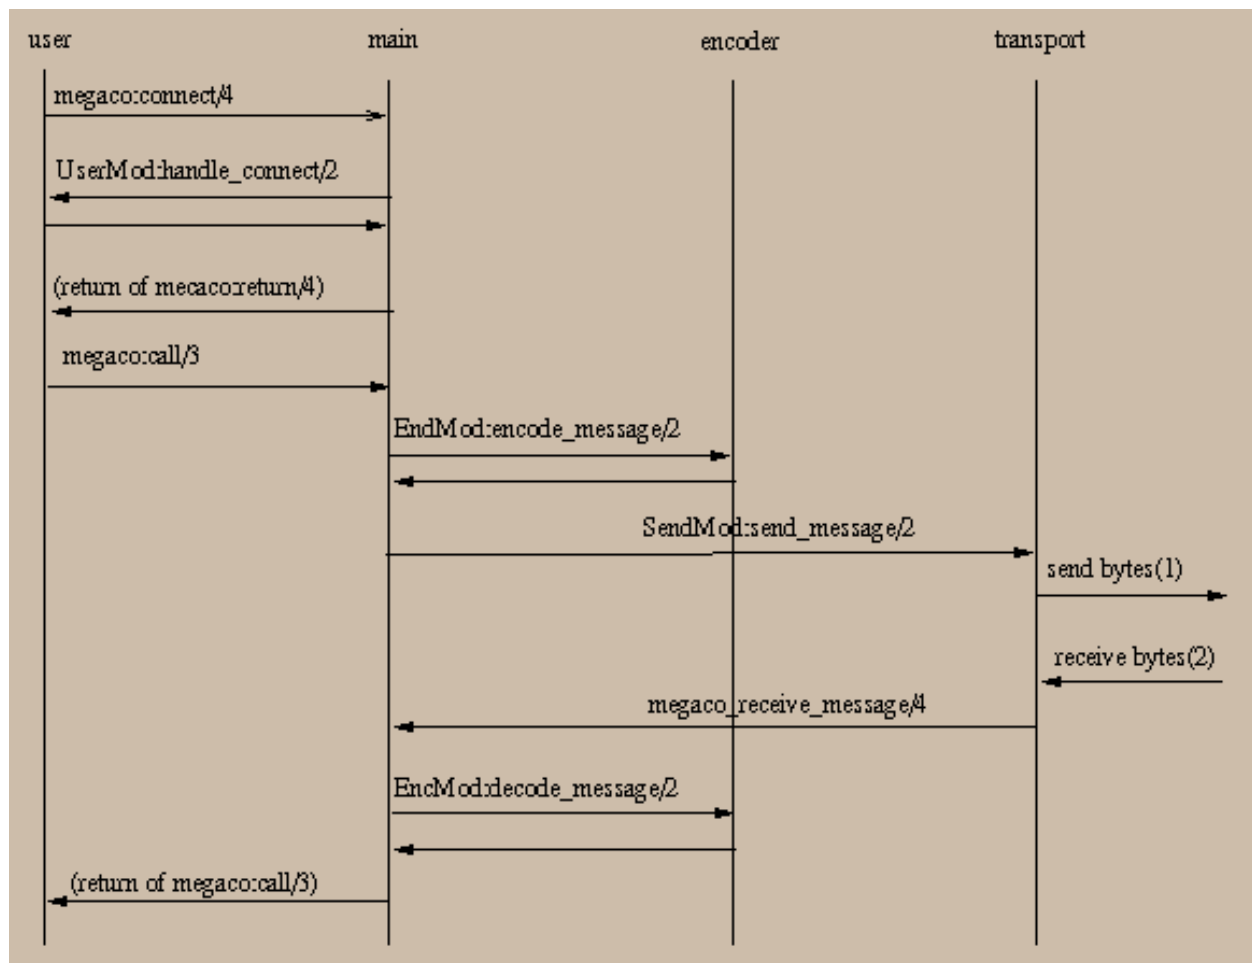 user main encoder transport
megaco:connect/4
UserMod:handle_connect/2
(return of mecaco:return/4)
megaco:call/3
EndMod:encode_message/2
SendMod:send_message/2
send bytes(1)
receive bytes(2)
megaco_receive_message/4
EncMod:decode_message/2
(return of megaco:call/3)